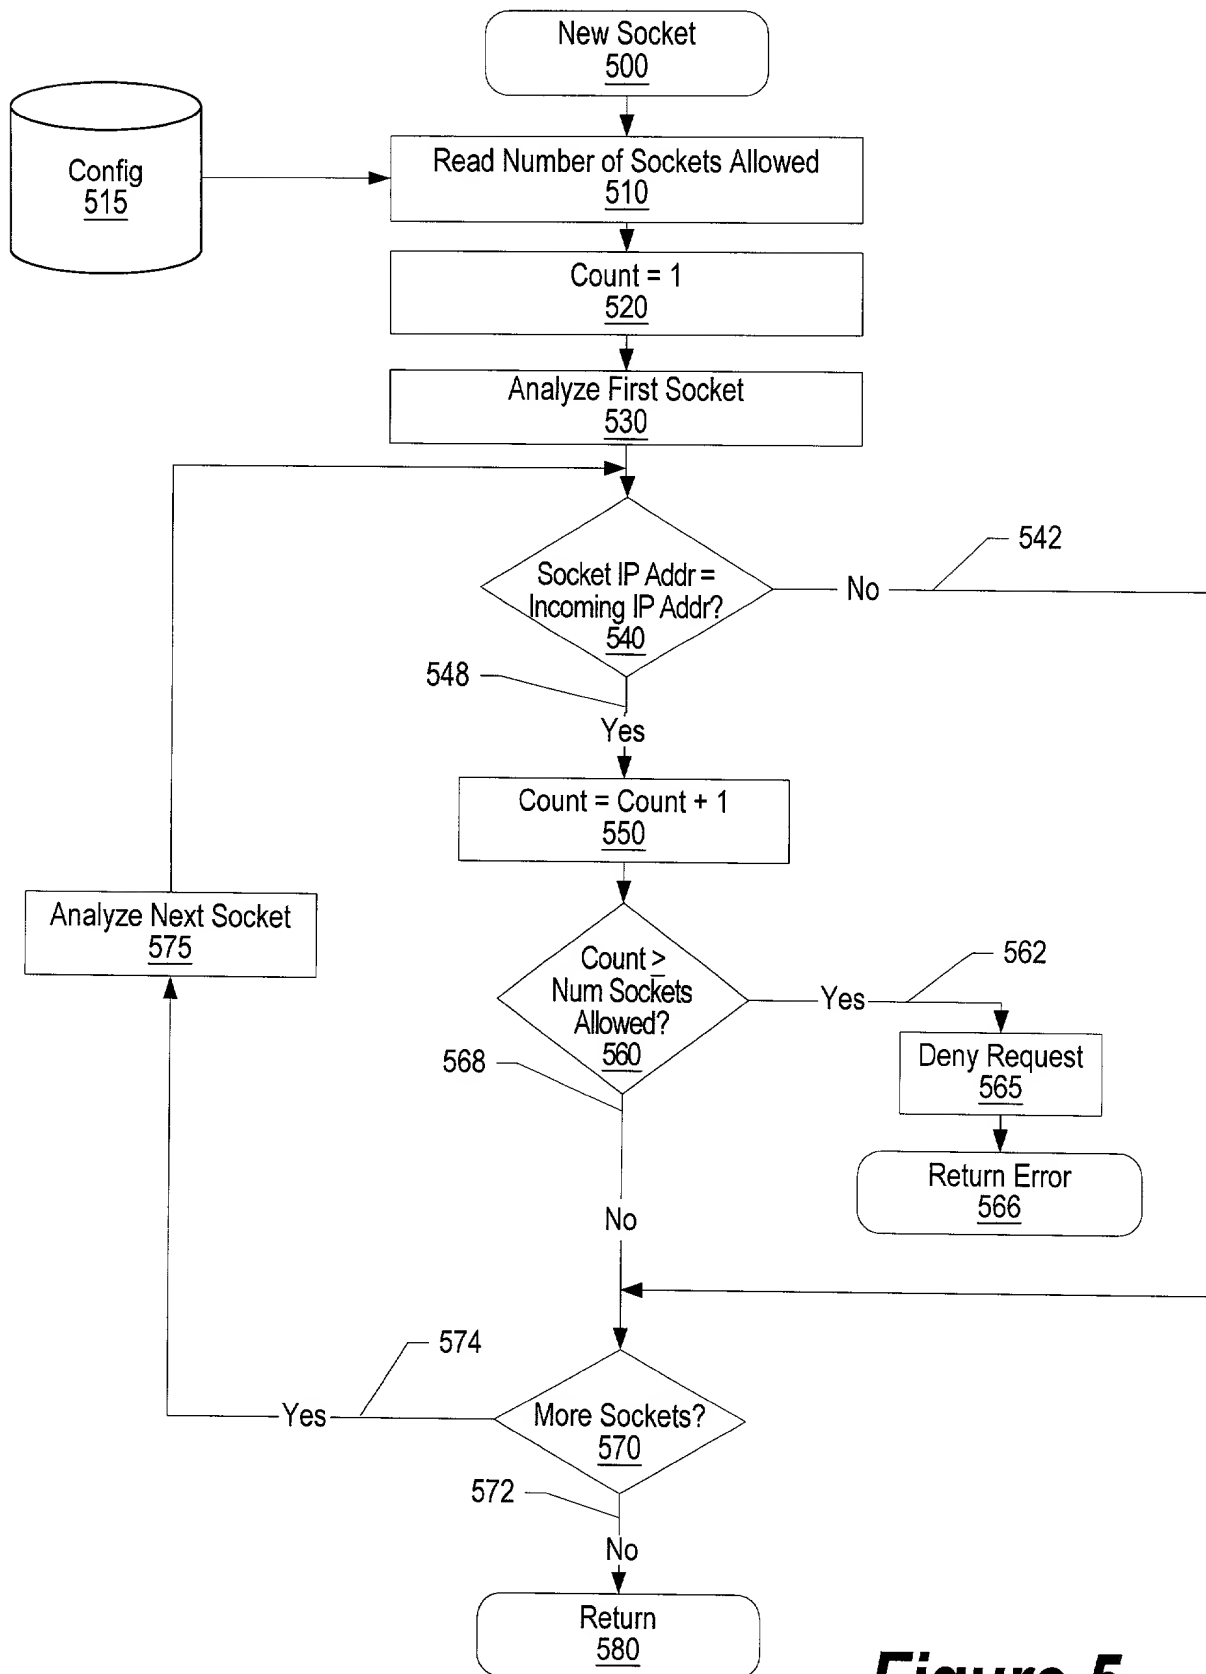 New Socket
500
Config
515
Read Number of Sockets Allowed
510
Count = 1
520
Analyze First Socket
530
Socket IP Addr =
Incoming IP Addr?
540
No
542
548
Yes
Count = Count + 1
550
Analyze Next Socket
575
Count ≥
Num Sockets
Allowed?
560
Yes
562
Deny Request
565
568
Return Error
566
No
574
Yes
More Sockets?
570
572
No
Return
580
Figure 5